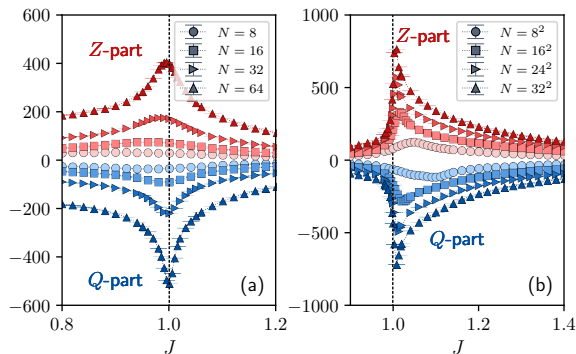 600
400
200
0
−200
−400
−600
0.8
1.0
1.2
J
Z-part
Q-part
N = 8
N = 16
N = 32
N = 64
(a)
1000
500
0
−500
−1000
1.0
1.2
1.4
J
Z-part
Q-part
N = 8²
N = 16²
N = 24²
N = 32²
(b)